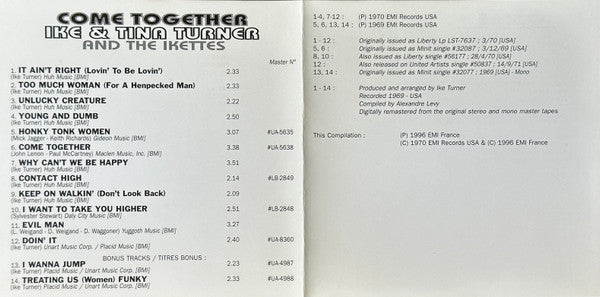 COME TOGETHER
IKE & TINA TURNER
AND THE IKETTES
Master N°
1. IT AIN'T RIGHT (Lovin' To Be Lovin') 2.33
(Ike Turner) Huh Music [BMI]
2. TOO MUCH WOMAN (For A Henpecked Man) 2.33
(Ike Turner) Huh Music [BMI]
3. UNLUCKY CREATURE 2.22
(Ike Turner) Huh Music [BMI]
4. YOUNG AND DUMB 2.50
(Ike Turner) Huh Music [BMI]
5. HONKY TONK WOMEN 3.07 #UA-5635
(Mick Jagger - Keith Richards) Gideon Music [BMI]
6. COME TOGETHER 3.38 #UA-5638
(John Lenon - Paul McCartney) Maclen Music, Inc. [BMI]
7. WHY CAN'T WE BE HAPPY 3.51
(Ike Turner) Huh Music [BMI]
8. CONTACT HIGH 2.14 #LB-2849
(Ike Turner) Huh Music [BMI]
9. KEEP ON WALKIN' (Don't Look Back) 2.09
(Ike Turner) Huh Music [BMI]
10. I WANT TO TAKE YOU HIGHER 2.51 #LB-2848
(Sylvester Stewart) Daly City Music [BMI]
11. EVIL MAN 3.27
(L. Weigand - D. Weigand - D. Waggoner) Yuggoth Music [BMI]
12. DOIN' IT 2.40 #UA-8360
(Ike Turner) Unart Music Corp. / Placid Music [BMI]
BONUS TRACKS / TITRES BONUS :
13. I WANNA JUMP 2.23 #UA-4987
(Ike Turner) Placid Music / Unart Music Corp. [BMI]
14. TREATING US (Women) FUNKY 2.33 #UA-4988
(Ike Turner) Placid Music / Unart Music Corp. [BMI]
1-4, 7-12 : (P) 1970 EMI Records USA
5, 6, 13, 14 : (P) 1969 EMI Records USA
1 - 12 : Originally issued as Liberty Lp LST-7637 ; 3/70 [USA]
5, 6 : Originally issued as Minit single #32087 ; 3/12/69 [USA]
8, 10 : Also issued as Liberty single #56177 : 28/4/70 [USA]
12 : Also released on United Artists single #50837 : 14/9/71 [USA]
13, 14 : Originally issued as Minit single #32077 ; 1969 [USA] - Mono
1 - 14 : Produced and arranged by Ike Turner
Recorded 1969 - USA
Compiled by Alexandre Levy
Digitally remastered from the original stereo and mono master tapes
This Compilation : (P) 1996 EMI France
(C) 1970 EMI Records USA & (C) 1996 EMI France